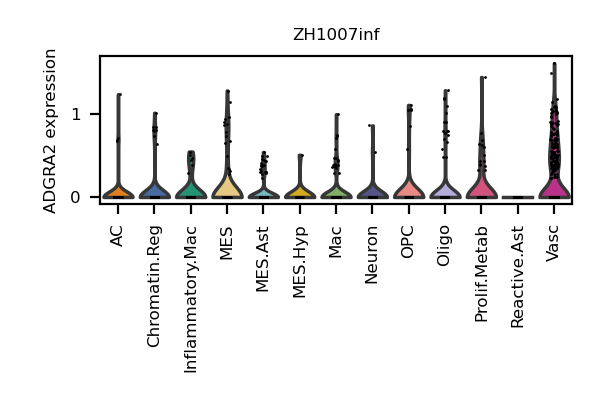 ZH1007inf
ADGRA2 expression
1
0
AC
Chromatin.Reg
Inflammatory.Mac
MES
MES.Ast
MES.Hyp
Mac
Neuron
OPC
Oligo
Prolif.Metab
Reactive.Ast
Vasc